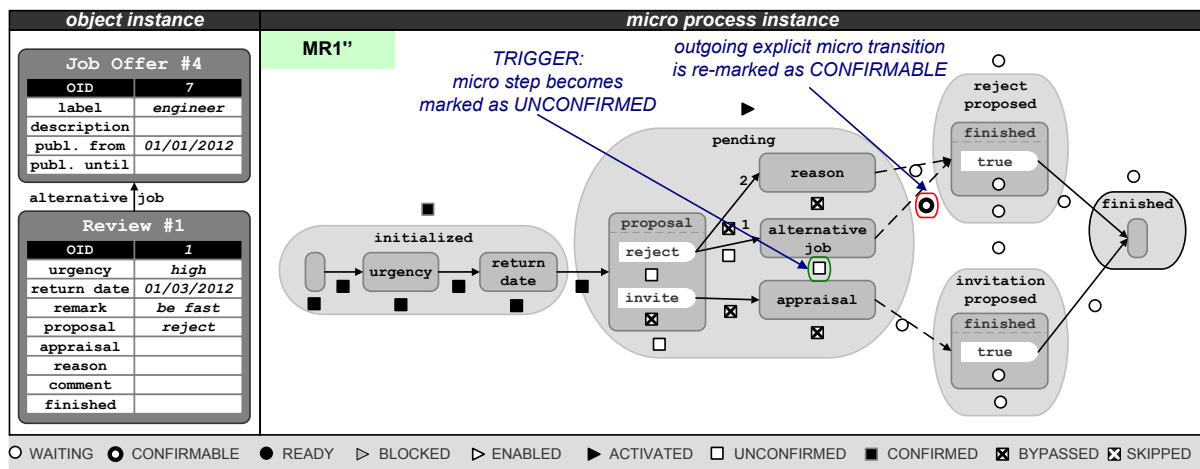 object instance
micro process instance
Job Offer #4
OID 7
label engineer
description
publ. from 01/01/2012
publ. until
alternative job
Review #1
OID 1
urgency high
return date 01/03/2012
remark be fast
proposal reject
appraisal
reason
comment
finished
MR1''
TRIGGER:
micro step becomes
marked as UNCONFIRMED
outgoing explicit micro transition
is re-marked as CONFIRMABLE
initialized
urgency
return
date
pending
proposal
reject
invite
2
1
reason
alternative
job
appraisal
reject
proposed
finished
true
invitation
proposed
finished
true
finished
WAITING CONFIRMABLE READY BLOCKED ENABLED ACTIVATED UNCONFIRMED CONFIRMED BYPASSED SKIPPED